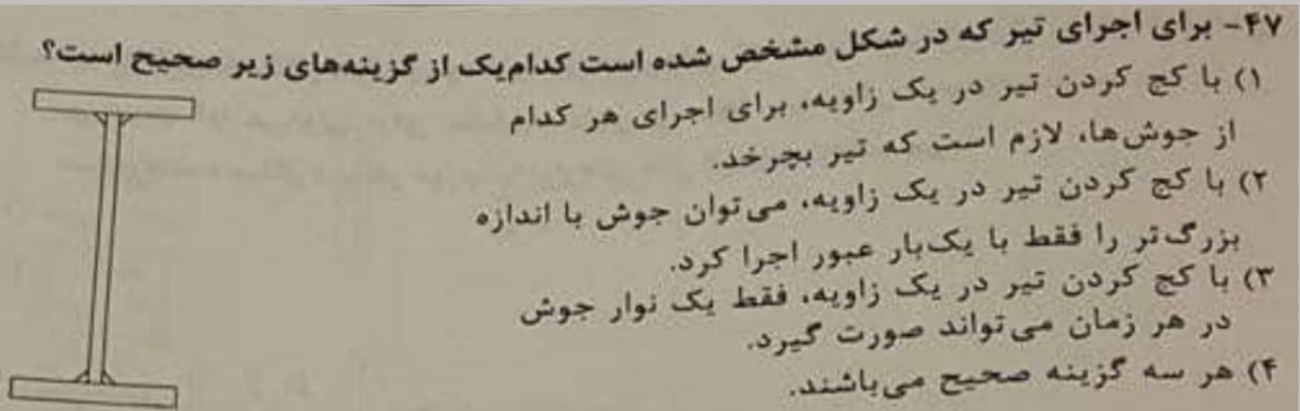 ۴۷- برای اجرای تیر که در شکل مشخص شده است کدام‌یک از گزینه‌های زیر صحیح است؟
۱) با کج کردن تیر در یک زاویه، برای اجرای هر کدام
از جوش‌ها، لازم است که تیر بچرخد.
۲) با کج کردن تیر در یک زاویه، می‌توان جوش با اندازه
بزرگ‌تر را فقط با یک‌بار عبور اجرا کرد.
۳) با کج کردن تیر در یک زاویه، فقط یک نوار جوش
در هر زمان می‌تواند صورت گیرد.
۴) هر سه گزینه صحیح می‌باشند.